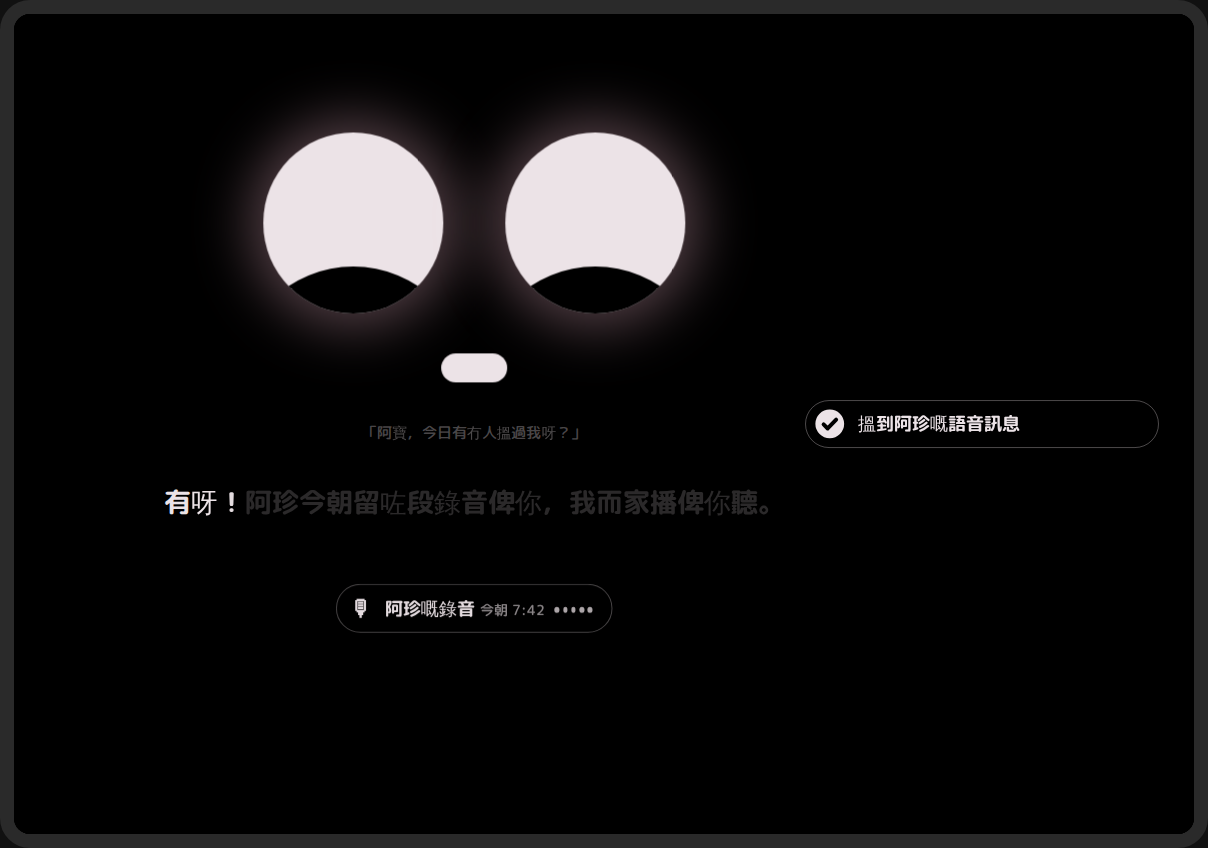 「阿寶，今日有冇人搵過我呀？」
搵到阿珍嘅語音訊息
有呀！阿珍今朝留咗段錄音俾你，我而家播俾你聽。
阿珍嘅錄音 今朝 7:42